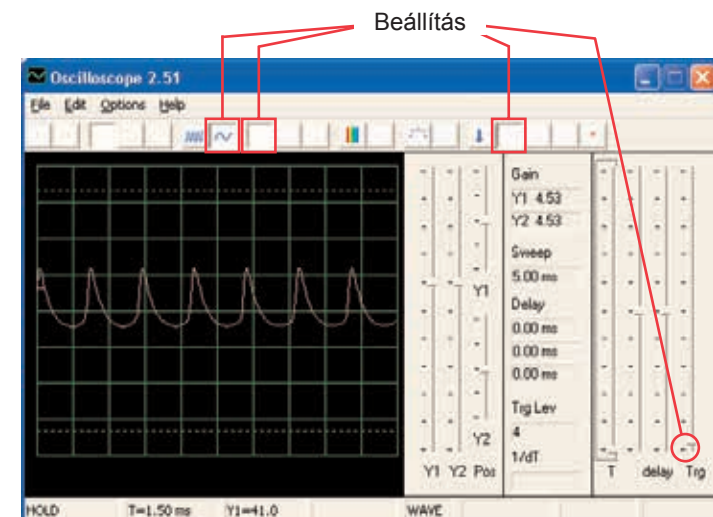 Beállítás
Oscilloscope 2.51
File Edit Options Help
Gain
Y1 4.53
Y2 4.53
Sweep
5.00 ms
Y1
Delay
0.00 ms
0.00 ms
0.00 ms
Trg Lev
4
Y2
1/dT
Y1 Y2 Pos
T delay Trg
HOLD T=1.50 ms Y1=41.0 WAVE